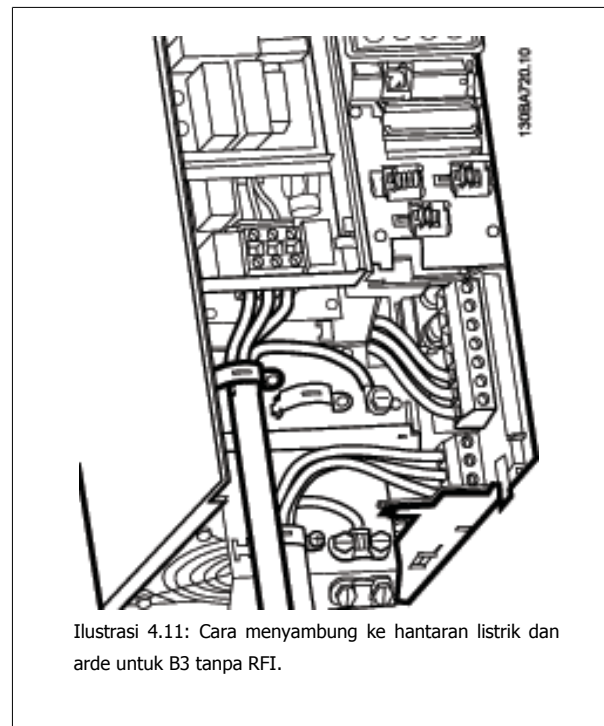 130BA720.10
Ilustrasi 4.11: Cara menyambung ke hantaran listrik dan
arde untuk B3 tanpa RFI.